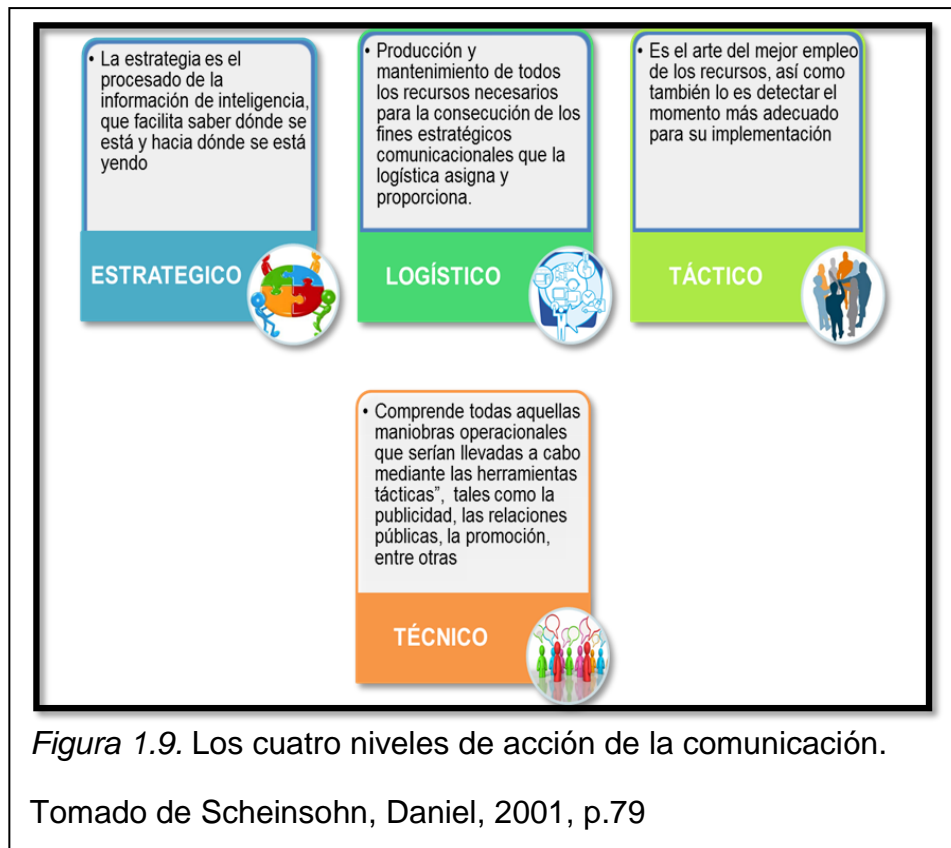 • La estrategia es el
procesado de la
información de inteligencia,
que facilita saber dónde se
está y hacia dónde se está
yendo
ESTRATEGICO
• Producción y
mantenimiento de todos
los recursos necesarios
para la consecución de los
fines estratégicos
comunicacionales que la
logística asigna y
proporciona.
LOGÍSTICO
• Es el arte del mejor empleo
de los recursos, así como
también lo es detectar el
momento más adecuado
para su implementación
TÁCTICO
• Comprende todas aquellas
maniobras operacionales
que serían llevadas a cabo
mediante las herramientas
tácticas”, tales como la
publicidad, las relaciones
públicas, la promoción,
entre otras
TÉCNICO
Figura 1.9. Los cuatro niveles de acción de la comunicación.
Tomado de Scheinsohn, Daniel, 2001, p.79